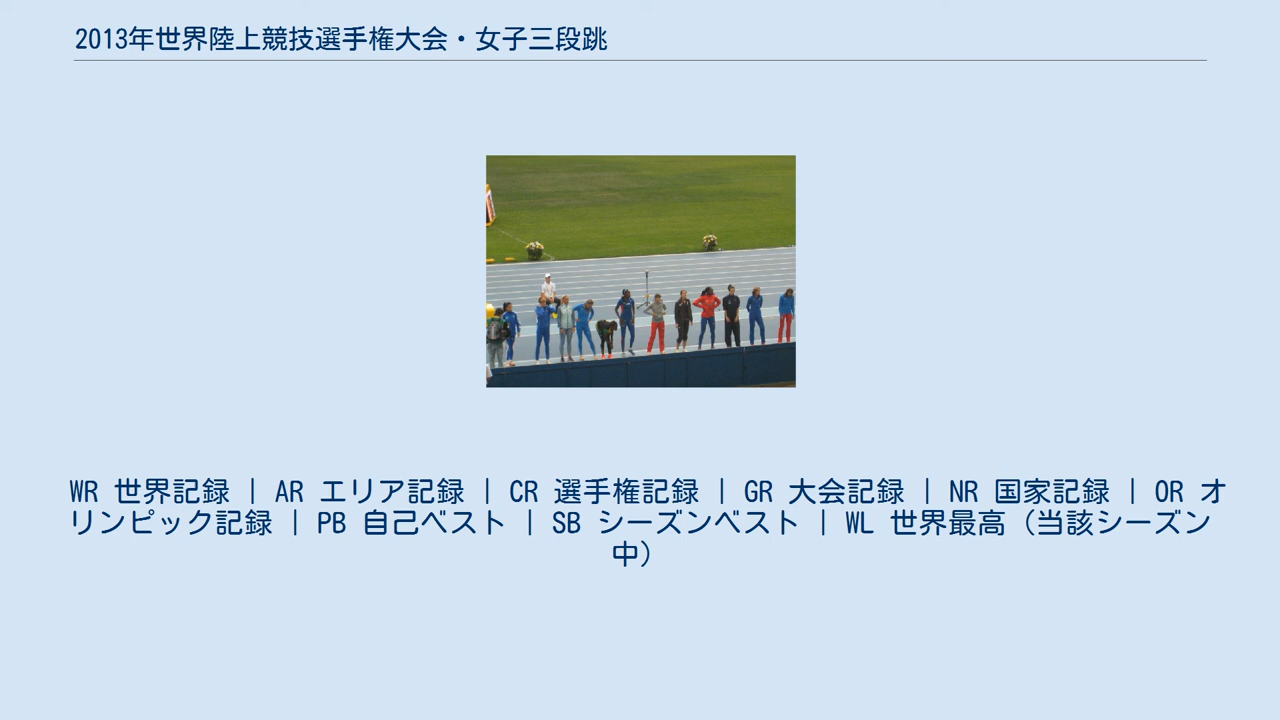 2013年世界陸上競技選手権大会・女子三段跳
WR 世界記録 | AR エリア記録 | CR 選手権記録 | GR 大会記録 | NR 国家記録 | OR オ
リンピック記録 | PB 自己ベスト | SB シーズンベスト | WL 世界最高（当該シーズン
中）